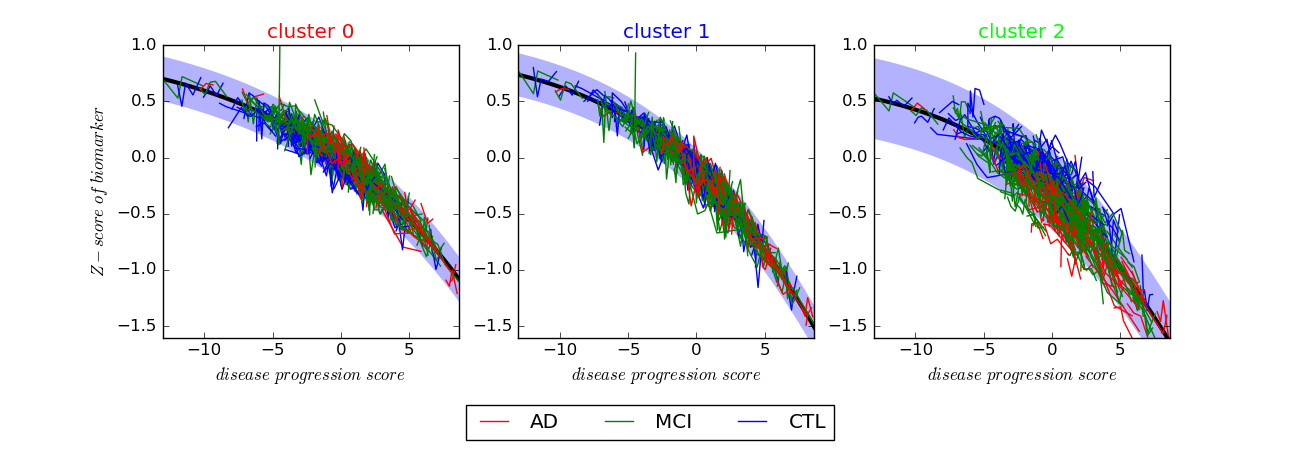 cluster 0 cluster 1 cluster 2
1.0 1.0 1.0
0.5 0.5 0.5
0.0 0.0 0.0
−0.5 −0.5 −0.5
−1.0 −1.0 −1.0
−1.5 −1.5 −1.5
Z − score of biomarker
−10 −5 0 5 −10 −5 0 5 −10 −5 0 5
disease progression score disease progression score disease progression score
AD MCI CTL